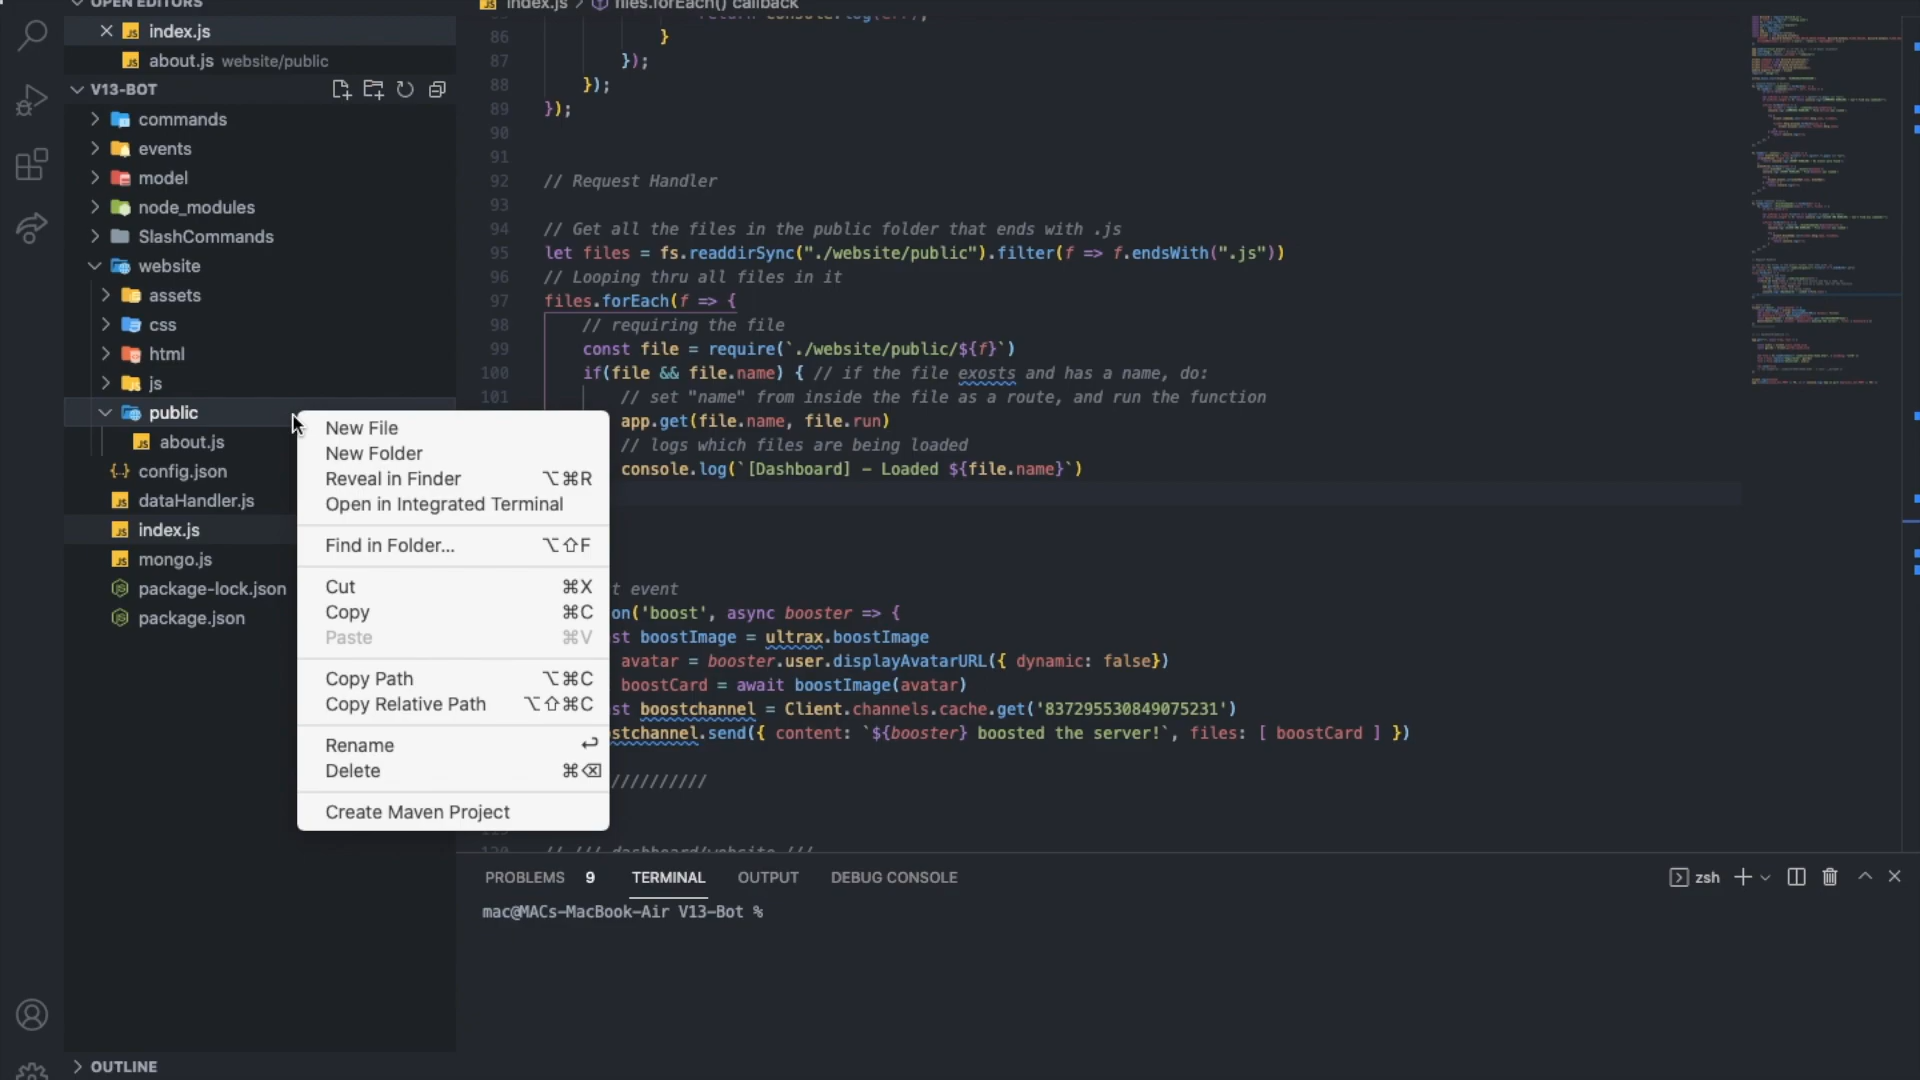 OPEN EDITORS
index.js
about.js website/public
V13-BOT
commands
events
model
node_modules
SlashCommands
website
assets
css
html
js
public
about.js
config.json
dataHandler.js
index.js
mongo.js
package-lock.json
package.json
OUTLINE
index.js > files.forEach() callback
return console.log(err);
86 }
87 });
88 });
89 });
90
91
92 // Request Handler
93
94 // Get all the files in the public folder that ends with .js
95 let files = fs.readdirSync("./website/public").filter(f => f.endsWith(".js"))
96 // Looping thru all files in it
97 files.forEach(f => {
98 // requiring the file
99 const file = require(`./website/public/${f}`)
100 if(file && file.name) { // if the file exosts and has a name, do:
101 // set "name" from inside the file as a route, and run the function
app.get(file.name, file.run)
// logs which files are being loaded
console.log(`[Dashboard] - Loaded ${file.name}`)
t event
on('boost', async booster => {
st boostImage = ultrax.boostImage
avatar = booster.user.displayAvatarURL({ dynamic: false})
boostCard = await boostImage(avatar)
st boostchannel = Client.channels.cache.get('837295530849075231')
stchannel.send({ content: `${booster} boosted the server!`, files: [ boostCard ] })
//////////
// /// dashboard/website ///
New File
New Folder
Reveal in Finder ⌥⌘R
Open in Integrated Terminal
Find in Folder... ⌥⇧F
Cut ⌘X
Copy ⌘C
Paste ⌘V
Copy Path ⌥⌘C
Copy Relative Path ⌥⇧⌘C
Rename ↩
Delete ⌘⌫
Create Maven Project
PROBLEMS 9 TERMINAL OUTPUT DEBUG CONSOLE
zsh
mac@MACs-MacBook-Air V13-Bot %